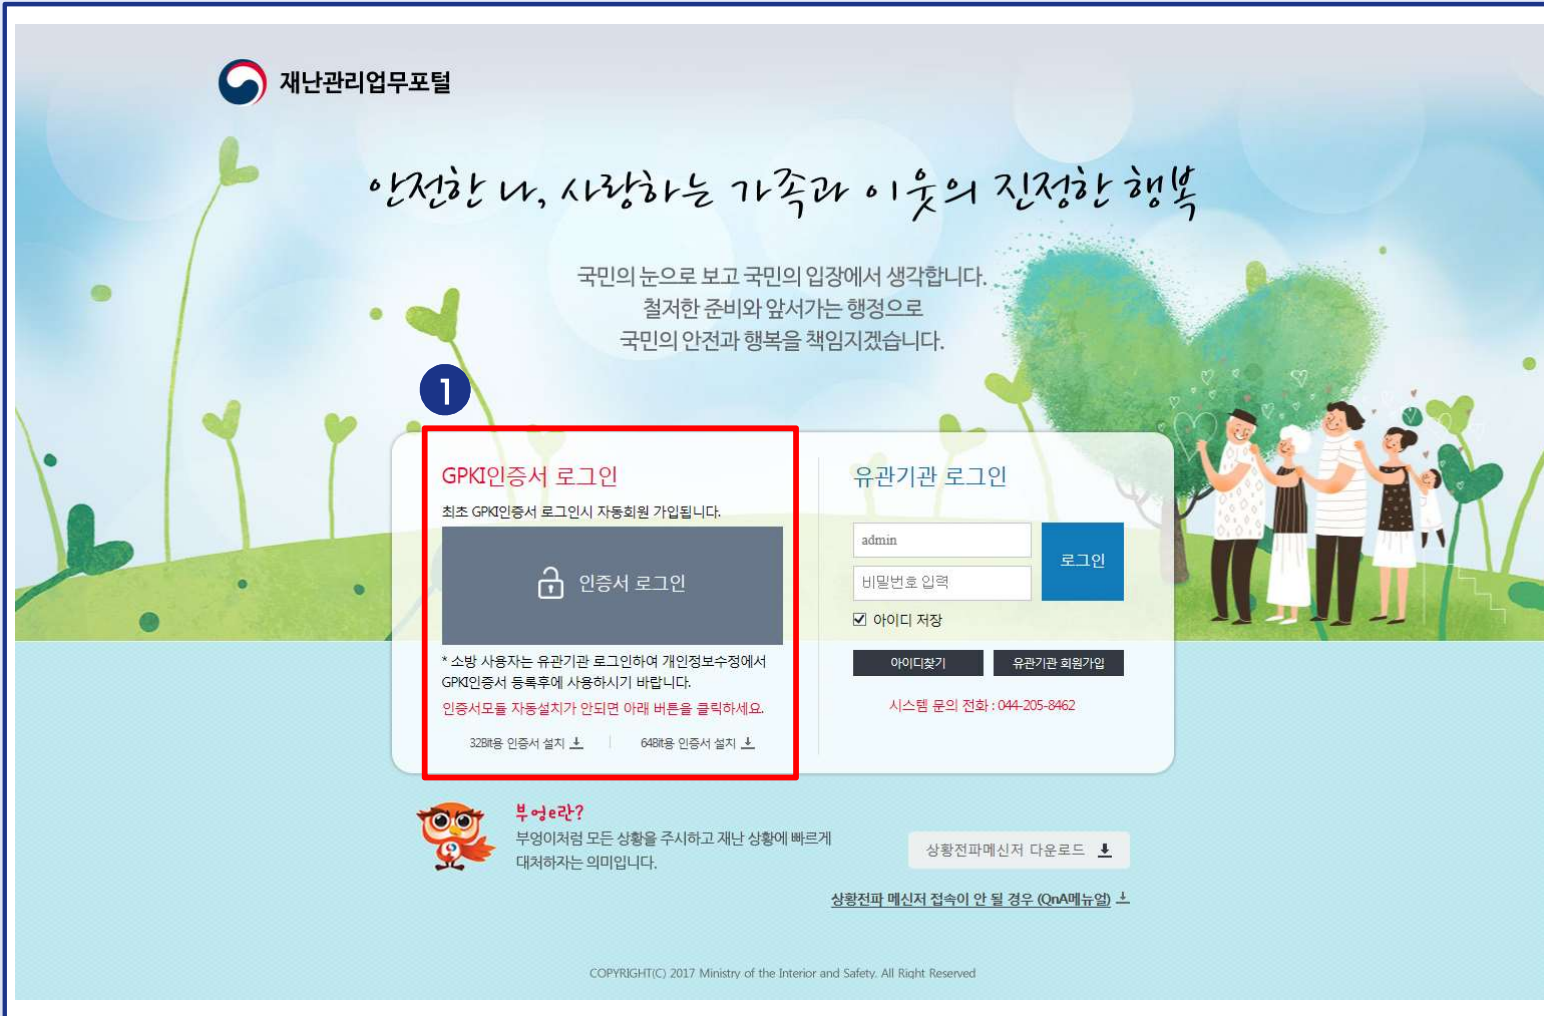 재난관리업무포털
안전한 나, 사랑하는 가족과 이웃의 진정한 행복
국민의 눈으로 보고 국민의 입장에서 생각합니다.
철저한 준비와 앞서가는 행정으로
국민의 안전과 행복을 책임지겠습니다.
1
GPKI인증서 로그인
최초 GPKI인증서 로그인시 자동회원 가입됩니다.
인증서 로그인
* 소방 사용자는 유관기관 로그인하여 개인정보수정에서
GPKI인증서 등록후에 사용하시기 바랍니다.
인증서모듈 자동설치가 안되면 아래 버튼을 클릭하세요.
32Bit용 인증서 설치
64Bit용 인증서 설치
유관기관 로그인
admin
비밀번호 입력
로그인
아이디 저장
아이디찾기
유관기관 회원가입
시스템 문의 전화 : 044-205-8462
부엉e란?
부엉이처럼 모든 상황을 주시하고 재난 상황에 빠르게
대처하자는 의미입니다.
상황전파메신저 다운로드
상황전파 메신저 접속이 안 될 경우 (QnA메뉴얼)
COPYRIGHT(C) 2017 Ministry of the Interior and Safety. All Right Reserved